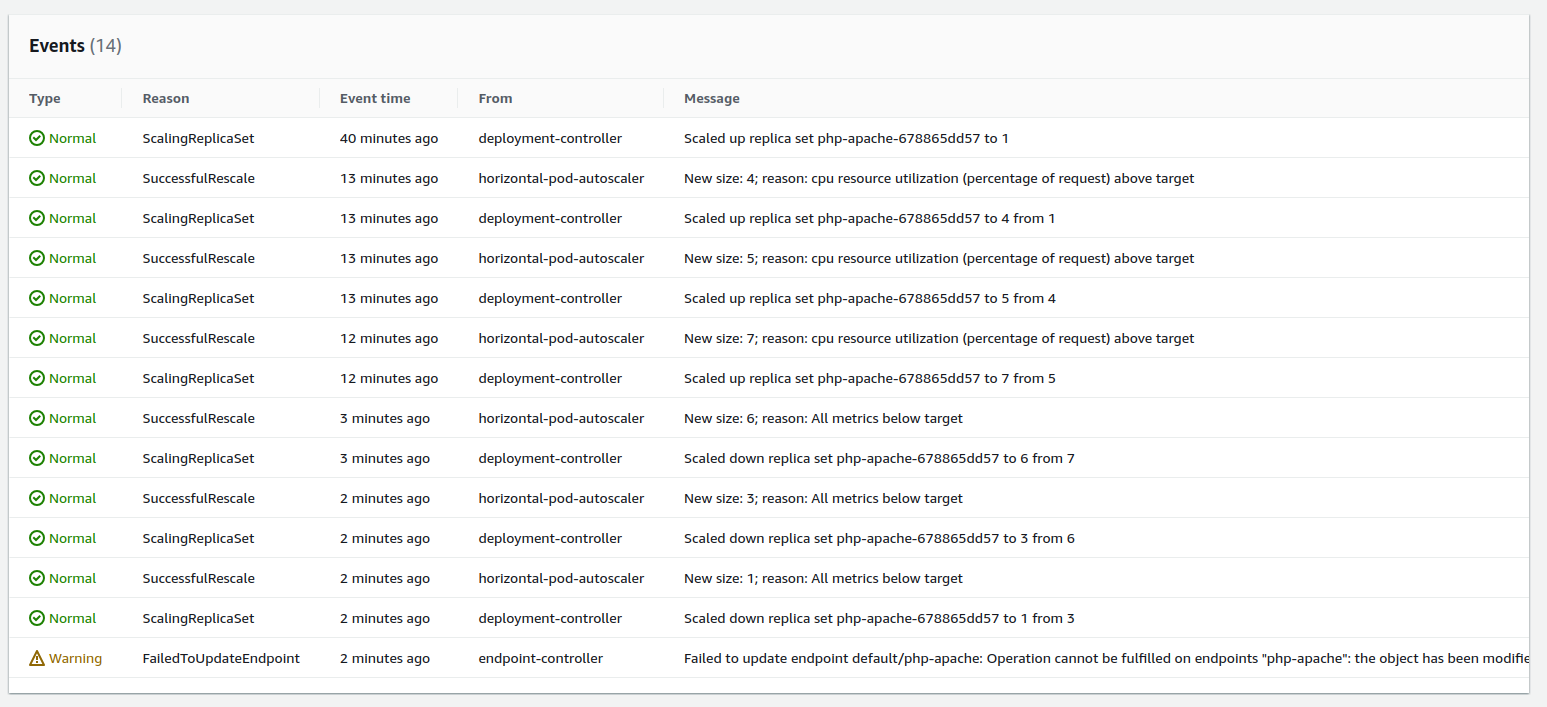 Events (14)
Type Reason Event time From Message
Normal ScalingReplicaSet 40 minutes ago deployment-controller Scaled up replica set php-apache-678865dd57 to 1
Normal SuccessfulRescale 13 minutes ago horizontal-pod-autoscaler New size: 4; reason: cpu resource utilization (percentage of request) above target
Normal ScalingReplicaSet 13 minutes ago deployment-controller Scaled up replica set php-apache-678865dd57 to 4 from 1
Normal SuccessfulRescale 13 minutes ago horizontal-pod-autoscaler New size: 5; reason: cpu resource utilization (percentage of request) above target
Normal ScalingReplicaSet 13 minutes ago deployment-controller Scaled up replica set php-apache-678865dd57 to 5 from 4
Normal SuccessfulRescale 12 minutes ago horizontal-pod-autoscaler New size: 7; reason: cpu resource utilization (percentage of request) above target
Normal ScalingReplicaSet 12 minutes ago deployment-controller Scaled up replica set php-apache-678865dd57 to 7 from 5
Normal SuccessfulRescale 3 minutes ago horizontal-pod-autoscaler New size: 6; reason: All metrics below target
Normal ScalingReplicaSet 3 minutes ago deployment-controller Scaled down replica set php-apache-678865dd57 to 6 from 7
Normal SuccessfulRescale 2 minutes ago horizontal-pod-autoscaler New size: 3; reason: All metrics below target
Normal ScalingReplicaSet 2 minutes ago deployment-controller Scaled down replica set php-apache-678865dd57 to 3 from 6
Normal SuccessfulRescale 2 minutes ago horizontal-pod-autoscaler New size: 1; reason: All metrics below target
Normal ScalingReplicaSet 2 minutes ago deployment-controller Scaled down replica set php-apache-678865dd57 to 1 from 3
Warning FailedToUpdateEndpoint 2 minutes ago endpoint-controller Failed to update endpoint default/php-apache: Operation cannot be fulfilled on endpoints "php-apache": the object has been modifie